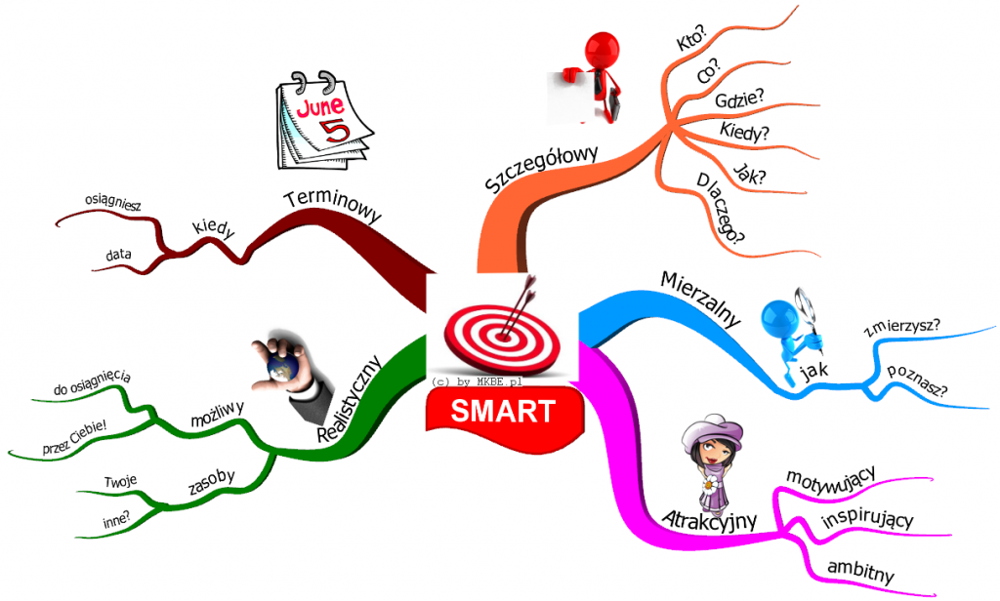 June
5
Kto?
Co?
Gdzie?
Kiedy?
Jak?
Dlaczego?
Szczegółowy
Terminowy
kiedy
osiągniesz
data
Mierzalny
jak
zmierzysz?
poznasz?
Realistyczny
możliwy
do osiągnięcia
przez Ciebie!
zasoby
Twoje
inne?
(c) by MKBE.pl
SMART
Atrakcyjny
motywujący
inspirujący
ambitny